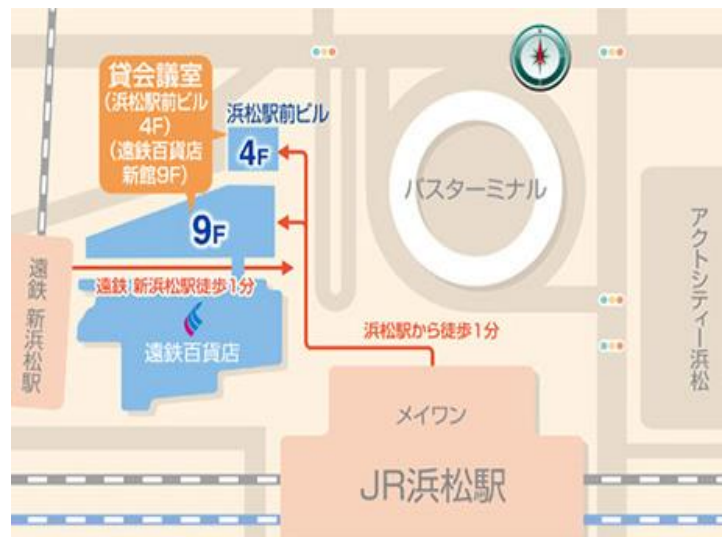 貸会議室
(浜松駅前ビル
4F)
(遠鉄百貨店
新館9F)
浜松駅前ビル
4F
9F
バスターミナル
遠鉄 新浜松駅
遠鉄 新浜松駅徒歩1分
遠鉄百貨店
浜松駅から徒歩1分
アクトシティー浜松
メイワン
JR浜松駅